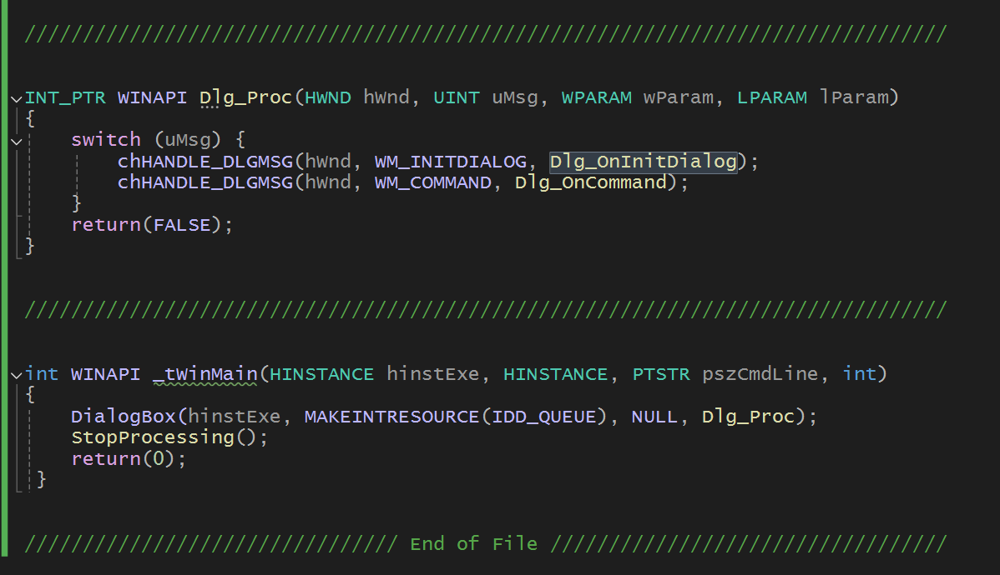 ///////////////////////////////////////////////////////////////////////////////
INT_PTR WINAPI Dlg_Proc(HWND hWnd, UINT uMsg, WPARAM wParam, LPARAM lParam)
{
    switch (uMsg) {
        chHANDLE_DLGMSG(hWnd, WM_INITDIALOG, Dlg_OnInitDialog);
        chHANDLE_DLGMSG(hWnd, WM_COMMAND, Dlg_OnCommand);
    }
    return(FALSE);
}
///////////////////////////////////////////////////////////////////////////////
int WINAPI _tWinMain(HINSTANCE hinstExe, HINSTANCE, PTSTR pszCmdLine, int)
{
    DialogBox(hinstExe, MAKEINTRESOURCE(IDD_QUEUE), NULL, Dlg_Proc);
    StopProcessing();
    return(0);
 }
//////////////////////////////// End of File //////////////////////////////////